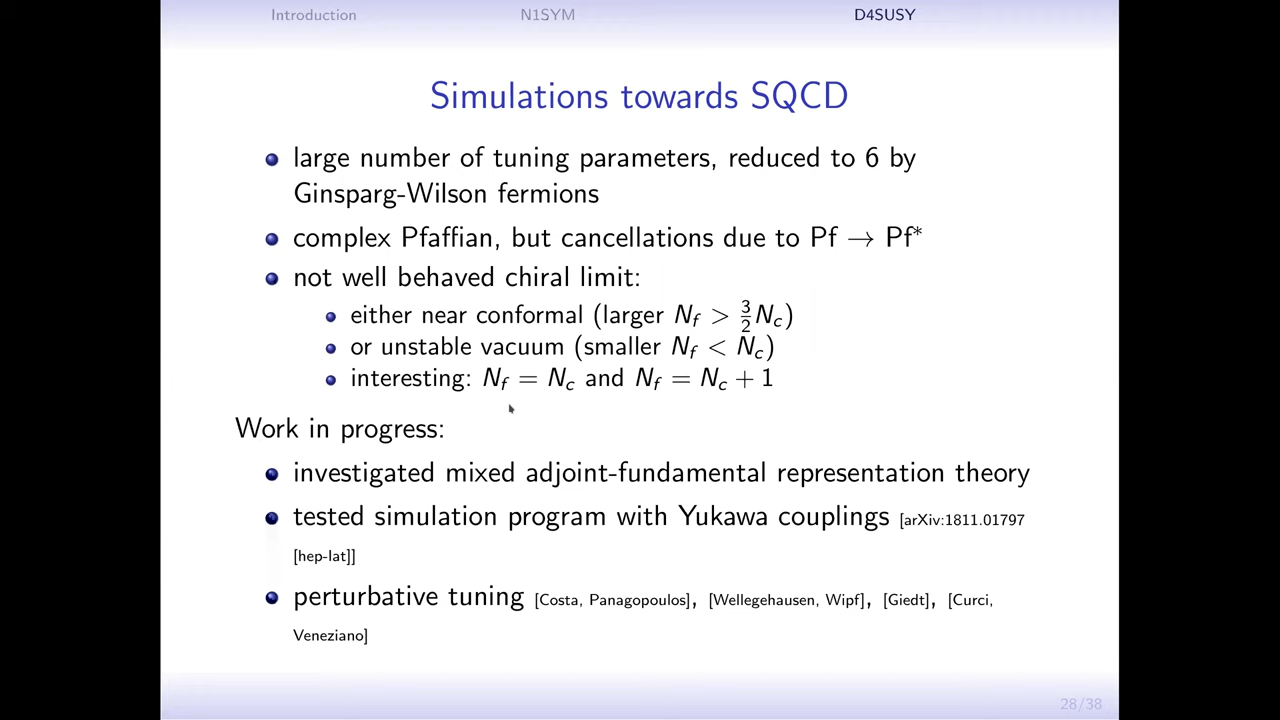 Introduction N1SYM D4SUSY
Simulations towards SQCD
large number of tuning parameters, reduced to 6 by
Ginsparg-Wilson fermions
complex Pfaffian, but cancellations due to Pf → Pf*
not well behaved chiral limit:
either near conformal (larger N_f > 3/2 N_c)
or unstable vacuum (smaller N_f < N_c)
interesting: N_f = N_c and N_f = N_c + 1
Work in progress:
investigated mixed adjoint-fundamental representation theory
tested simulation program with Yukawa couplings [arXiv:1811.01797
[hep-lat]]
perturbative tuning [Costa, Panagopoulos], [Wellegehausen, Wipf], [Giedt], [Curci,
Veneziano]
28/38